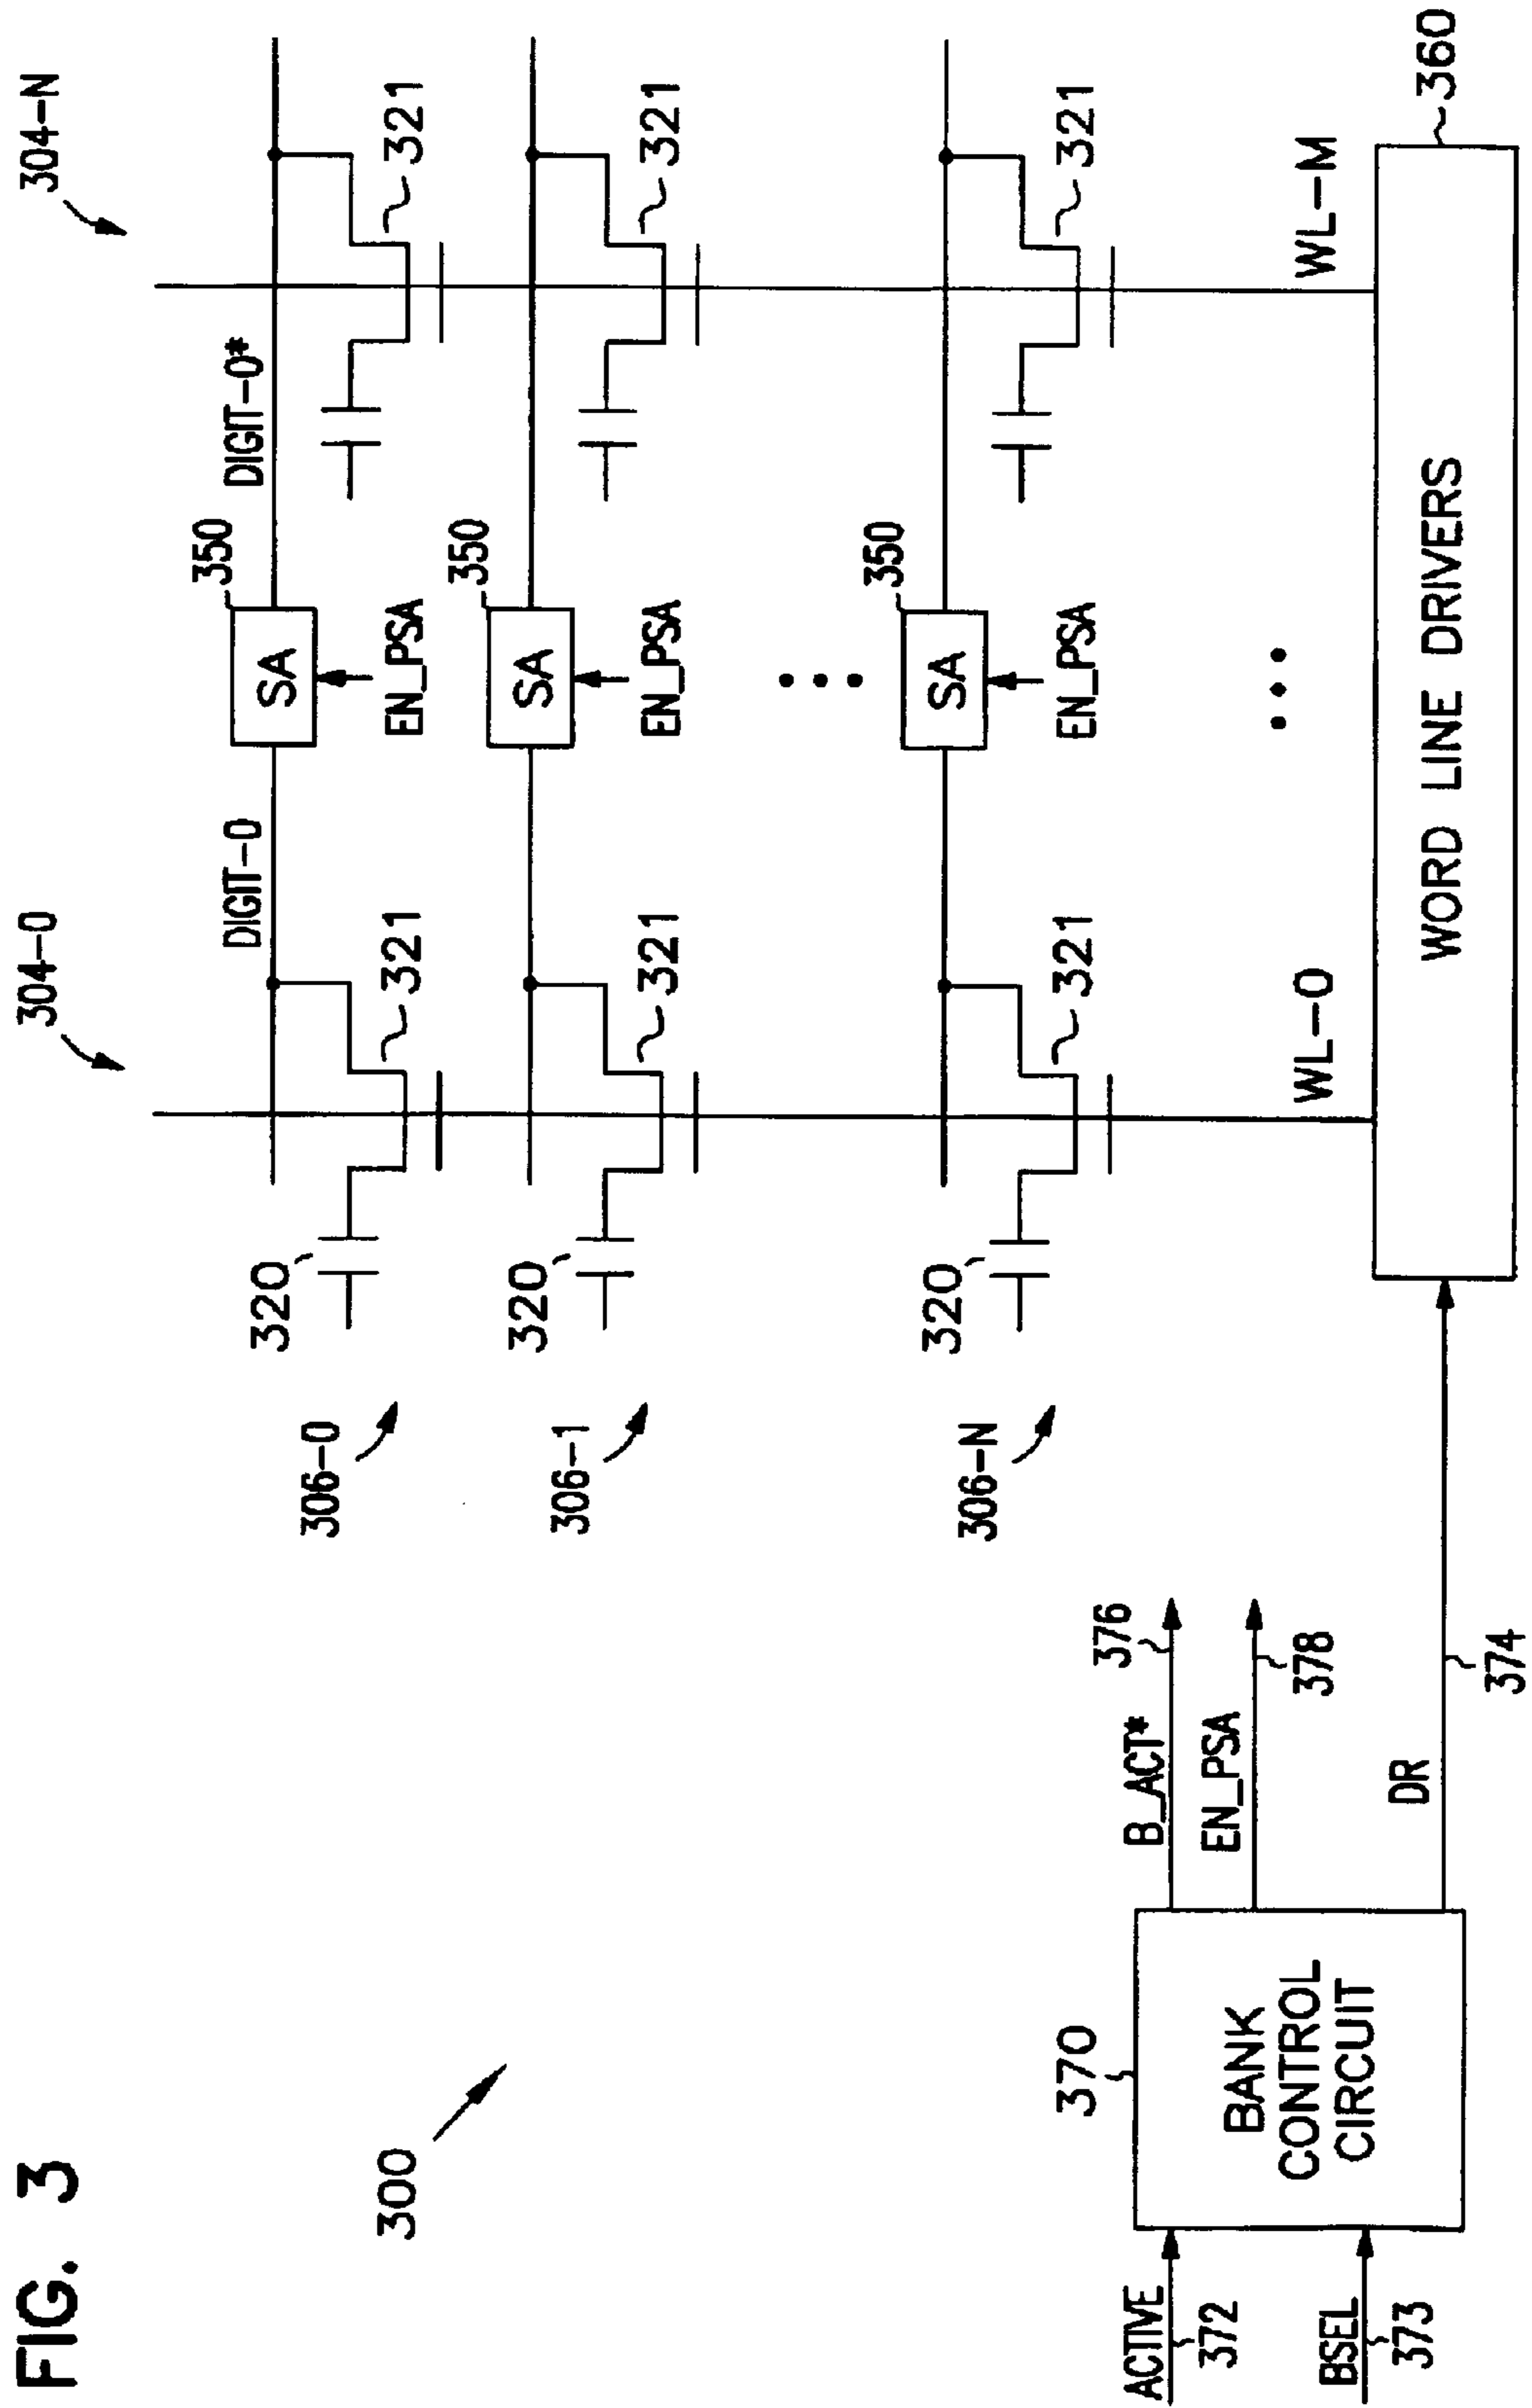 FIG. 3
300
304-0
304-N
DIGIT-0
350
DIGIT-0*
SA
320
321
EN_PSA
321
306-0
350
SA
320
321
EN_PSA
321
306-1
350
SA
320
321
EN_PSA
321
306-N
WL-0
WL-M
360
WORD LINE DRIVERS
370
BANK
CONTROL
CIRCUIT
ACTIVE
372
BSEL
373
B_ACT*
376
EN_PSA
378
DR
374